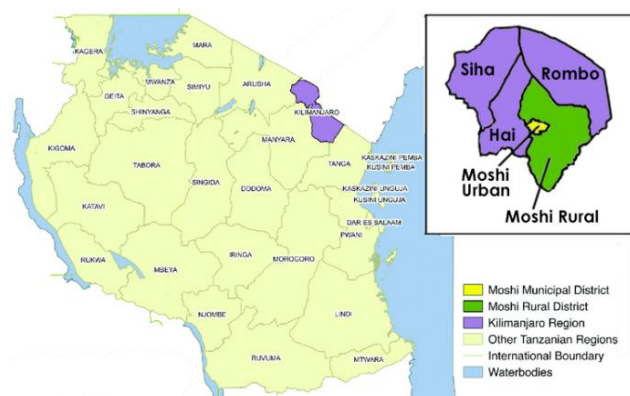 KAGERA
MARA
MWANZA
SIMIYU
ARUSHA
GEITA
SHINYANGA
KILIMANJARO
KIGOMA
TABORA
MANYARA
TANGA
KASKAZINI PEMBA
KUSINI PEMBA
SINGIDA
DODOMA
KASKAZINI UNGUJA
KUSINI UNGUJA
KATAVI
DAR ES SALAAM
PWANI
RUKWA
MBEYA
IRINGA
MOROGORO
NJOMBE
LINDI
RUVUMA
MTWARA
Siha
Rombo
Hai
Moshi
Urban
Moshi Rural
Moshi Municipal District
Moshi Rural District
Kilimanjaro Region
Other Tanzanian Regions
International Boundary
Waterbodies